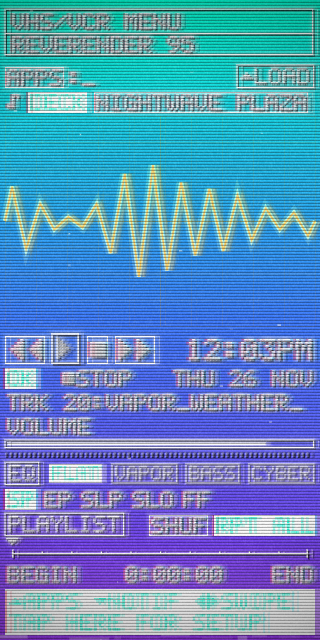 VHS/VCR MENU
REWERENDER 95
APPS:_ →LOAD
♪ DECK NIGHTWAVE PLAZA
12:03PM
OK ■STOP THU.26 NOV
TRK 20:VAPOR_WEATHER_
VOLUME
EQ FLAT VAPOR BASS CYBER
SP EP SLP SLO FF
PLAYLIST SHUF RPT ALL
BEGIN 0:00:00 END
TAP HERE FOR SETUP